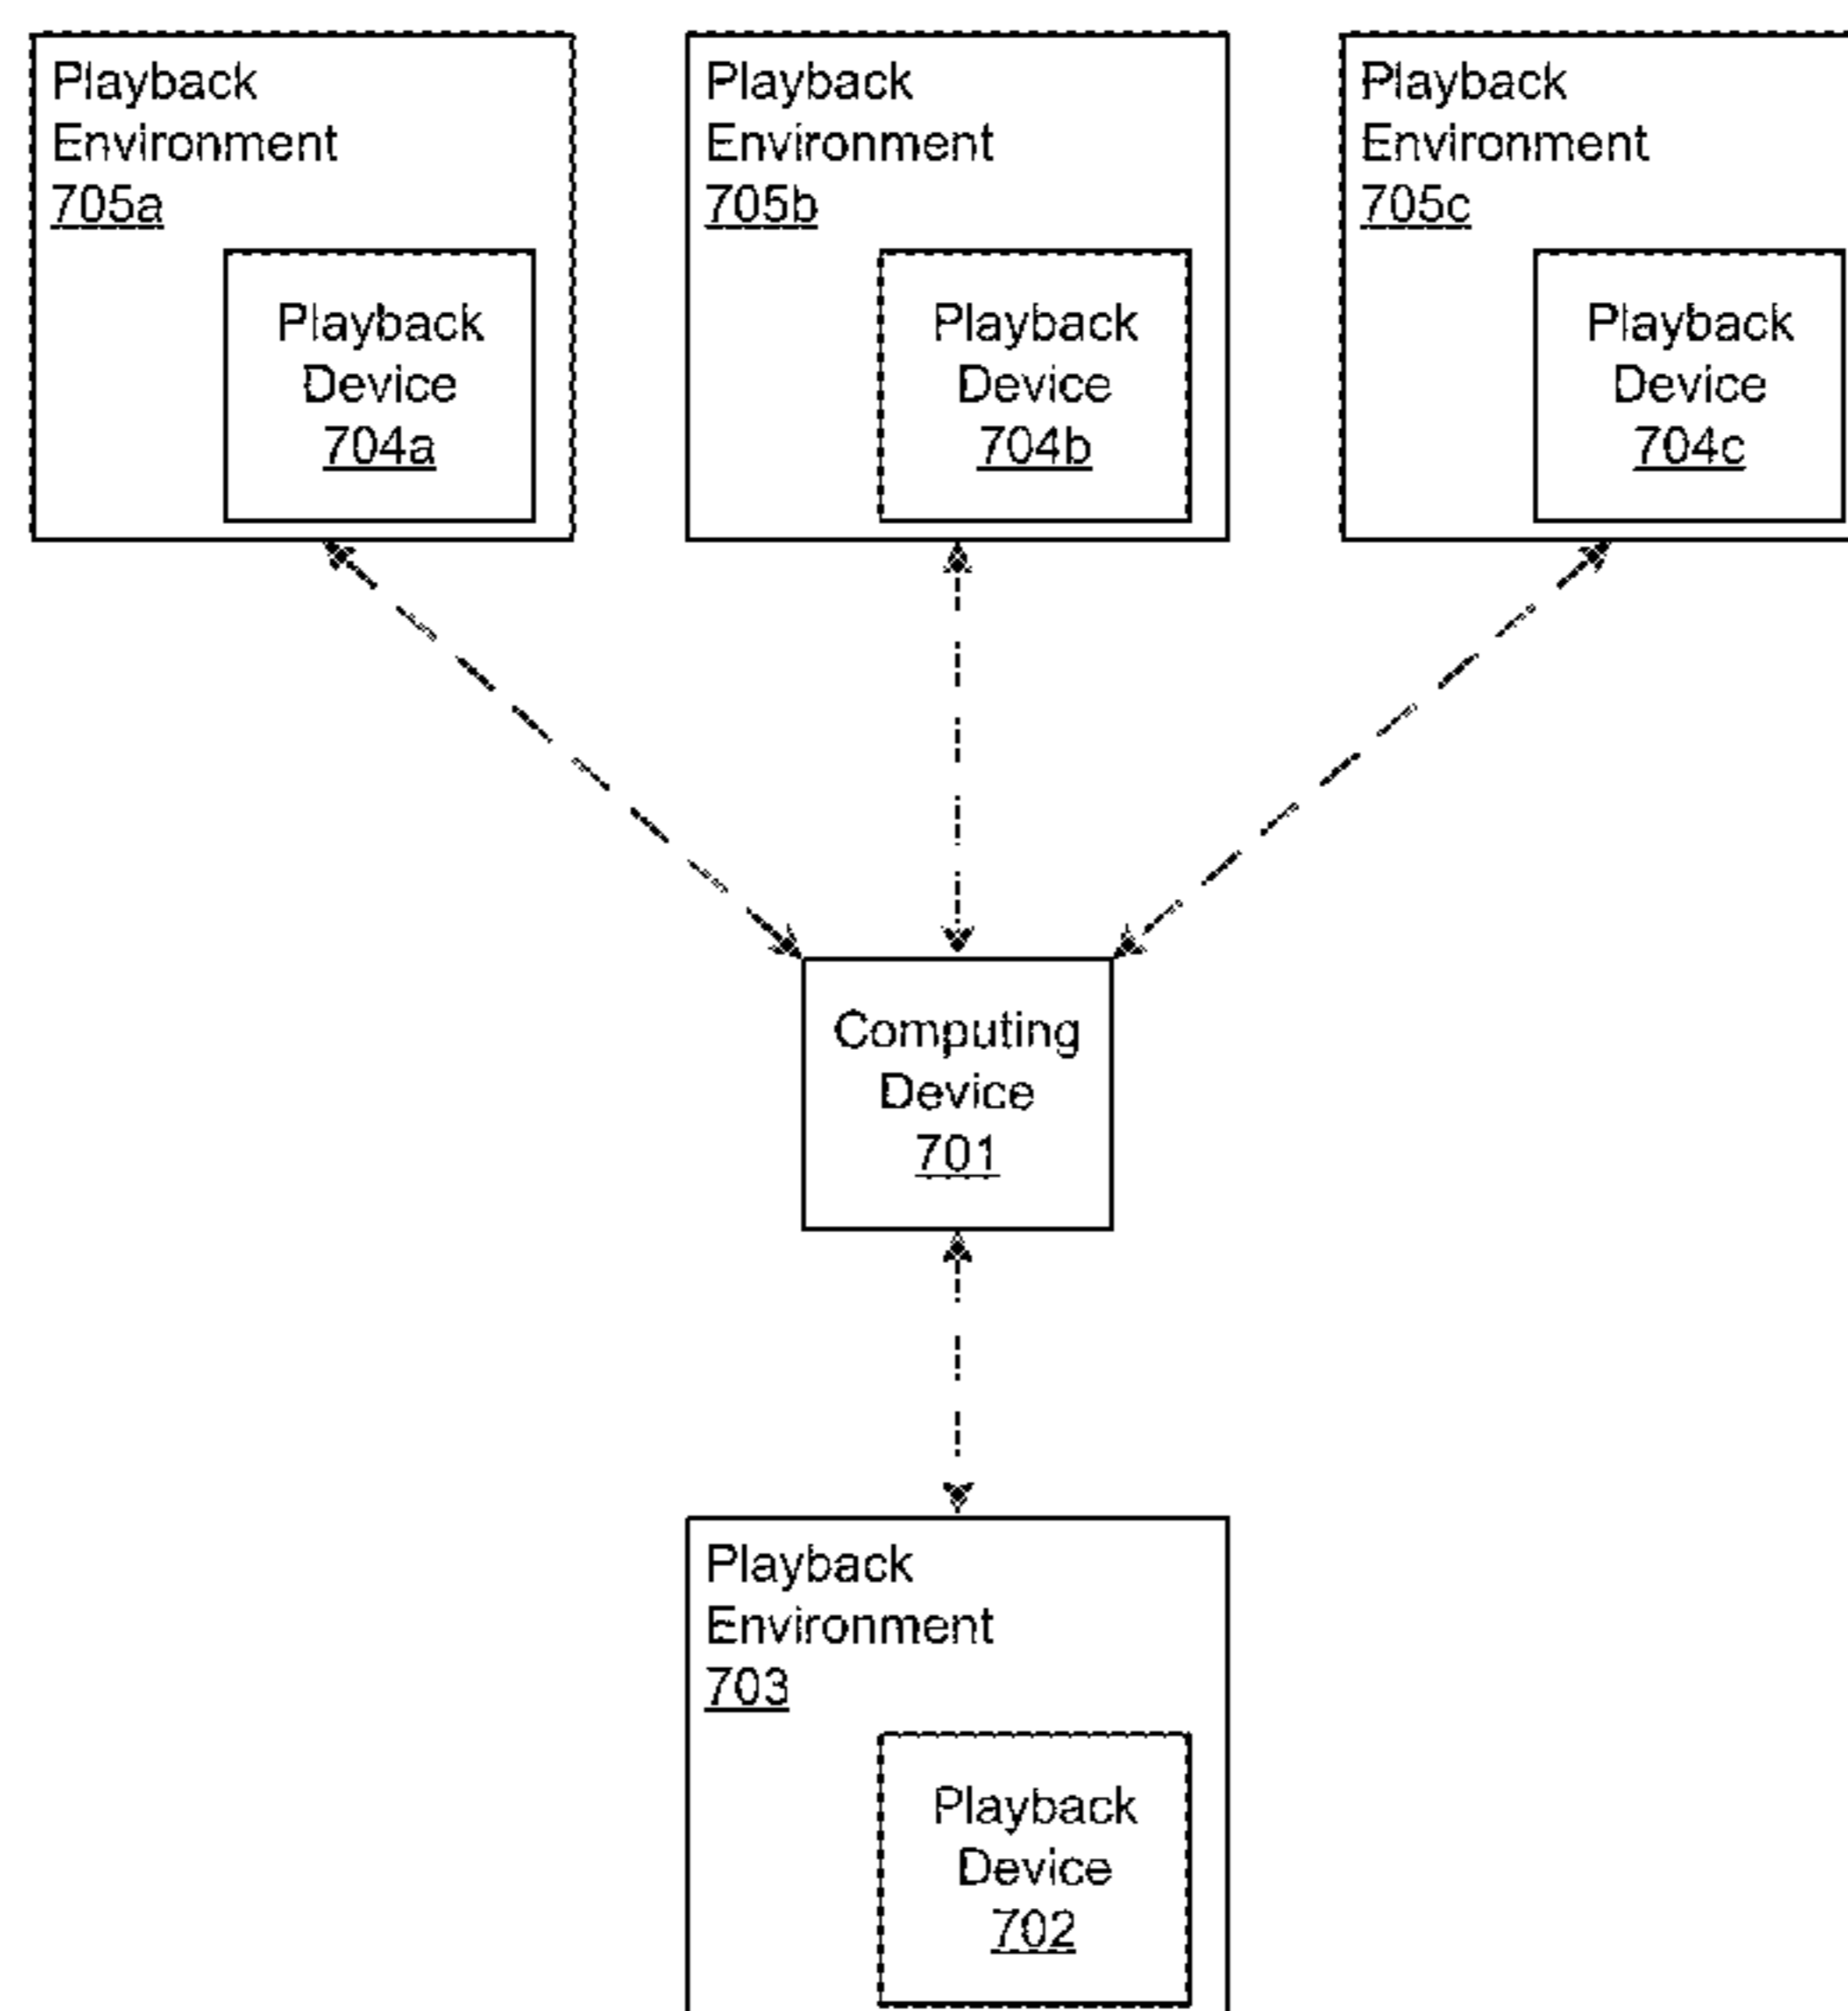 Playback
Environment
705a
Playback
Device
704a
Playback
Environment
705b
Playback
Device
704b
Playback
Environment
705c
Playback
Device
704c
Computing
Device
701
Playback
Environment
703
Playback
Device
702